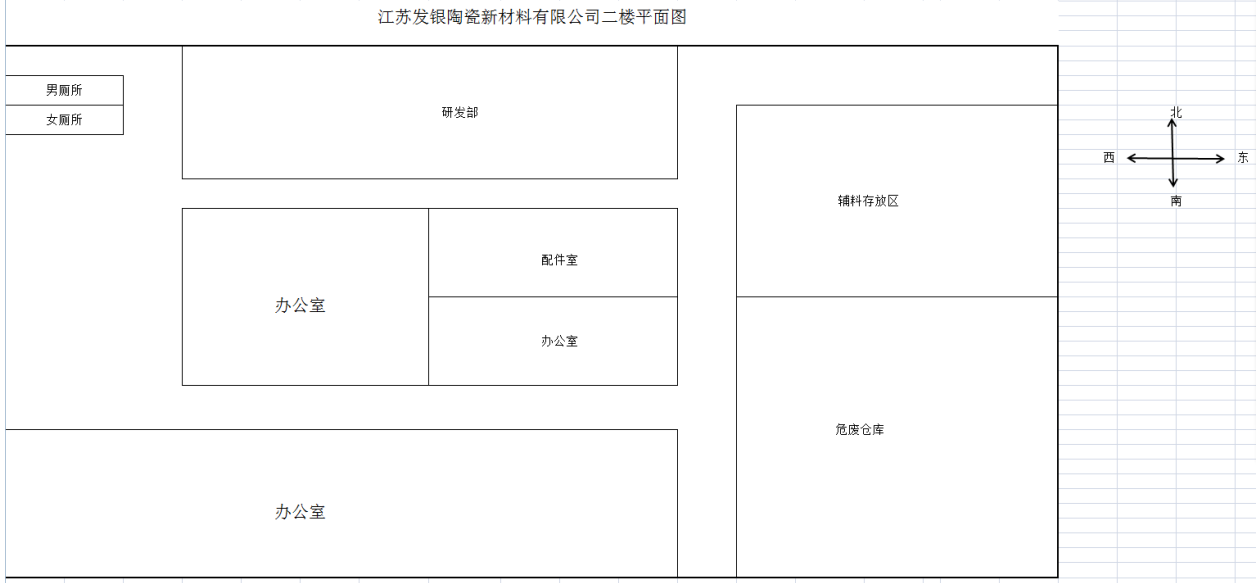 江苏发银陶瓷新材料有限公司二楼平面图
男厕所
女厕所
研发部
北
西
东
南
辅料存放区
配件室
办公室
办公室
危废仓库
办公室